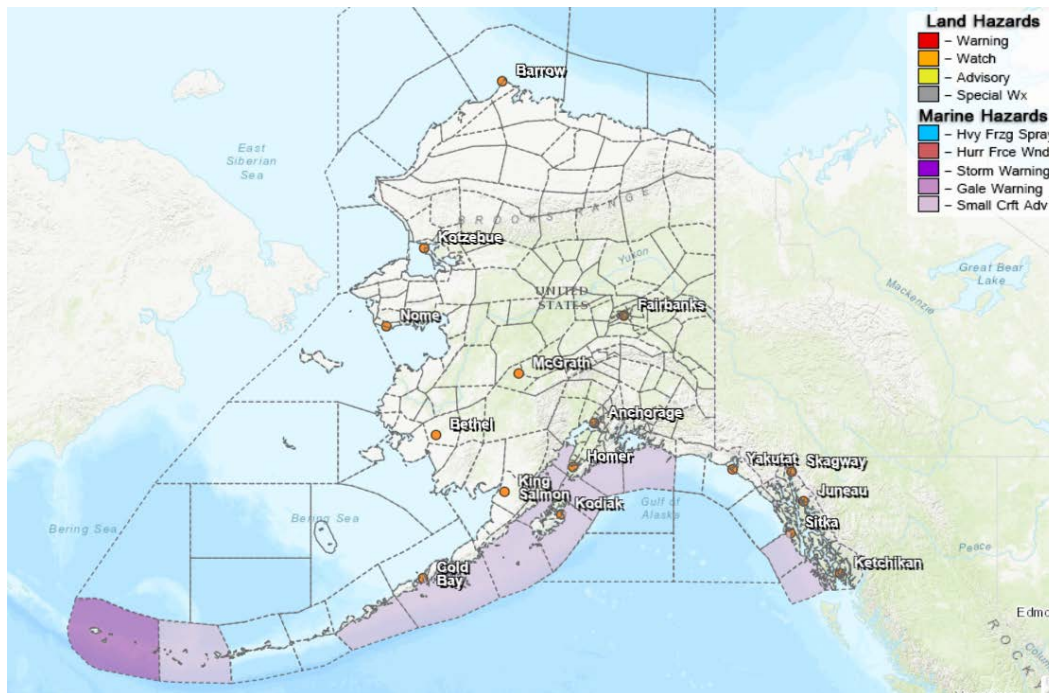 Land Hazards
– Warning
– Watch
– Advisory
– Special Wx
Marine Hazards
– Hvy Frzg Spray
– Hurr Frce Wnd
– Storm Warning
– Gale Warning
– Small Crft Adv
Barrow
East
Siberian
Sea
BROOKS RANGE
Kotzebue
Yukon
Great Bear
Lake
Mackenzie
UNITED
STATES
Fairbanks
Nome
McGrath
Anchorage
Bethel
Homer
Yakutat
Skagway
King
Salmon
Juneau
Kodiak
Gulf of
Alaska
Sitka
Bering Sea
Bering Sea
Peace
Ketchikan
Cold
Bay
Edmo
ROCK
Colum